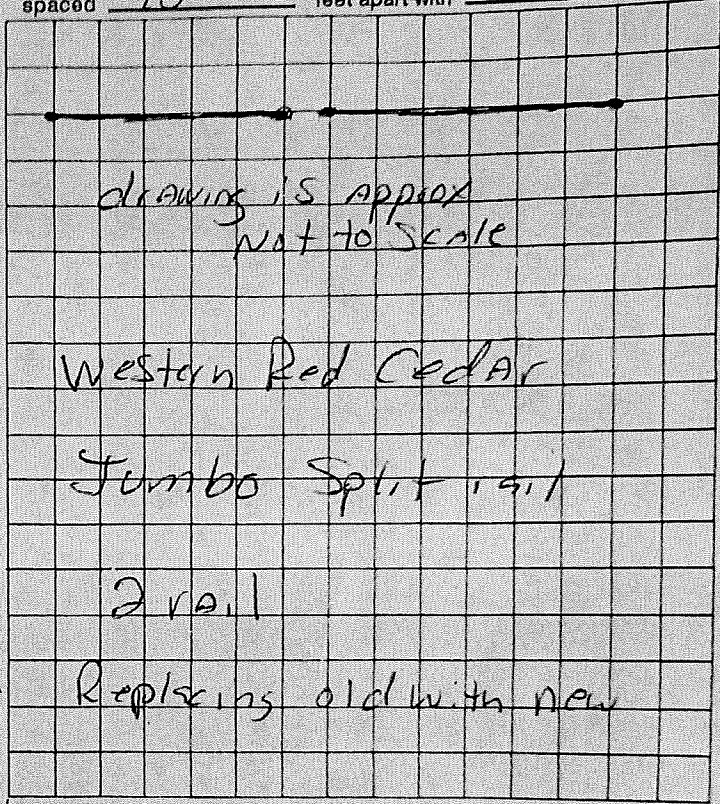 spaced feet apart with
drawing is Approx
Not to Scale
Western Red Cedar
Jumbo Split rail
2 rail
Replacing old with new